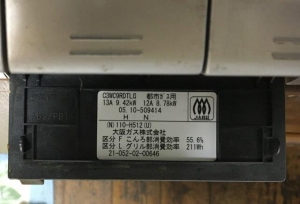 C3WC9RDTLG 都市ガス用
13A 9.42kW 12A 8.78kW
05.10-509414
H N
JIA
(N)110-H512(U)
大阪ガス株式会社
区分 F こんろ部消費効率 55.6%
区分 L グリル部消費効率 211Wh
21-052-02-00646